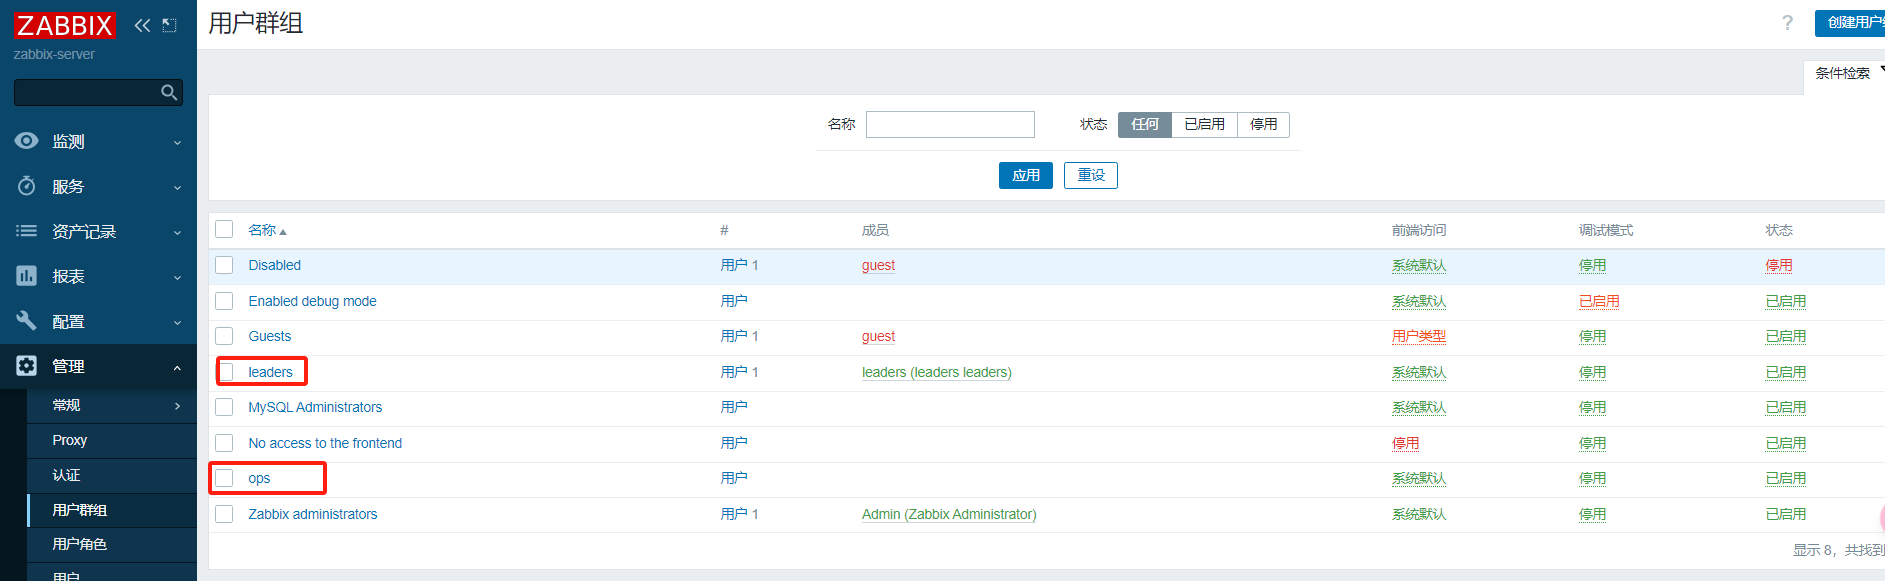 ZABBIX
zabbix-server
监测
服务
资产记录
报表
配置
管理
常规
Proxy
认证
用户群组
用户角色
用户
用户群组
? 创建用户
条件检索
名称 状态 任何 已启用 停用
应用 重设
名称 # 成员 前端访问 调试模式 状态
Disabled 用户 1 guest 系统默认 停用 停用
Enabled debug mode 用户 系统默认 已启用 已启用
Guests 用户 1 guest 用户类型 停用 已启用
leaders 用户 1 leaders (leaders leaders) 系统默认 停用 已启用
MySQL Administrators 用户 系统默认 停用 已启用
No access to the frontend 用户 停用 停用 已启用
ops 用户 系统默认 停用 已启用
Zabbix administrators 用户 1 Admin (Zabbix Administrator) 系统默认 停用 已启用
显示 8，共找到